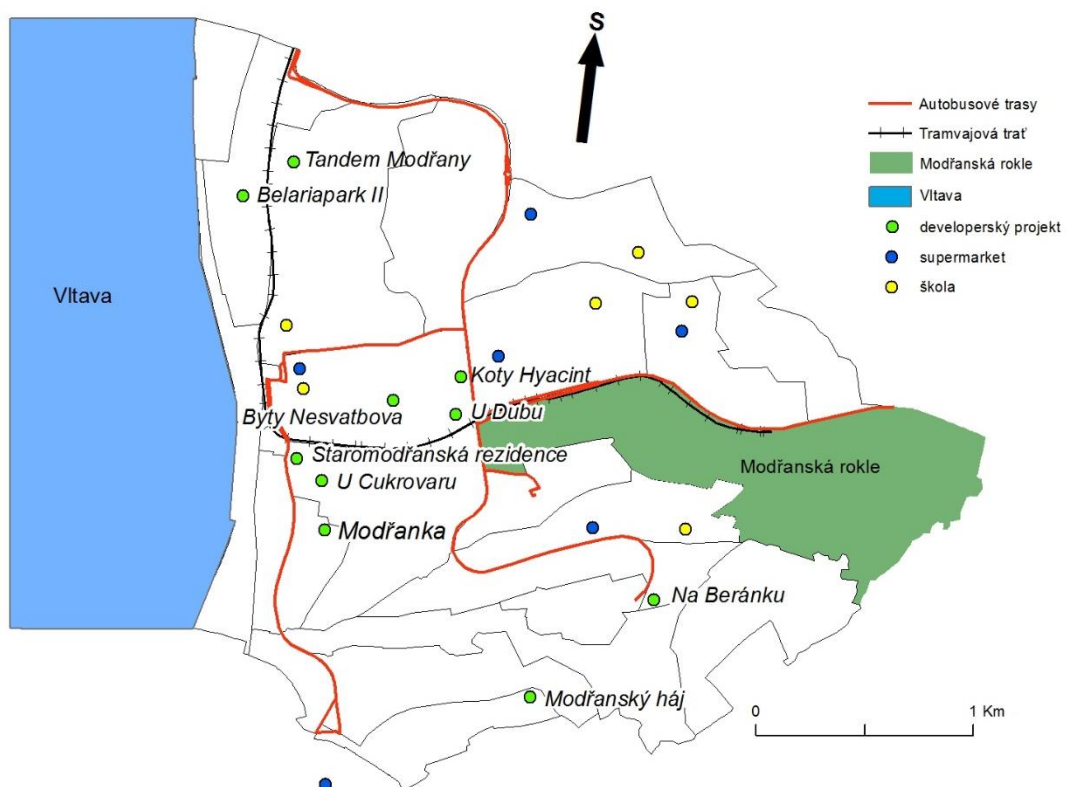 S
Autobusové trasy
Tramvajová trať
Modřanská rokle
Vltava
developerský projekt
supermarket
škola
Tandem Modřany
Belariapark II
Vltava
Koty Hyacint
Byty Nesvatbova
U Dubu
Staromodřanská rezidence
U Cukrovaru
Modřanská rokle
Modřanka
Na Beránku
Modřanský háj
0 1 Km